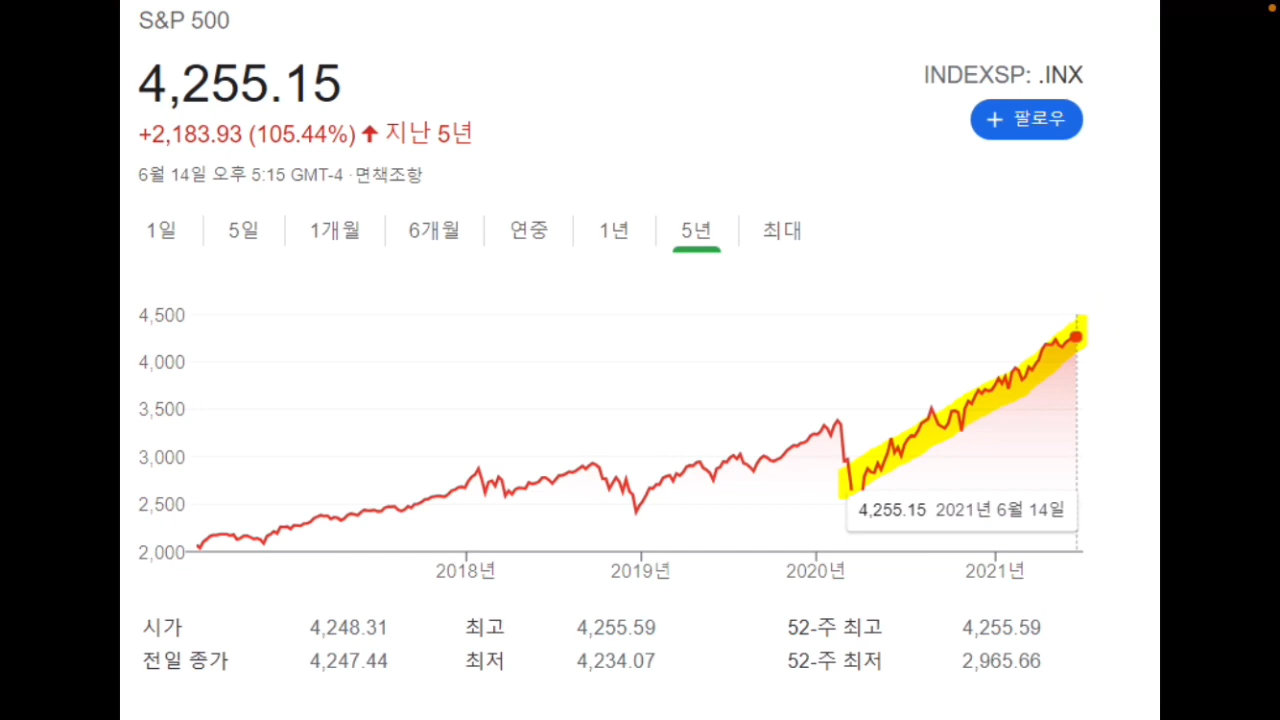 S&P 500
4,255.15
INDEXSP: .INX
+ 팔로우
+2,183.93 (105.44%) ↑ 지난 5년
6월 14일 오후 5:15 GMT-4 · 면책조항
1일 5일 1개월 6개월 연중 1년 5년 최대
4,500
4,000
3,500
3,000
2,500
2,000
4,255.15 2021년 6월 14일
2018년 2019년 2020년 2021년
시가 4,248.31 최고 4,255.59 52-주 최고 4,255.59
전일 종가 4,247.44 최저 4,234.07 52-주 최저 2,965.66